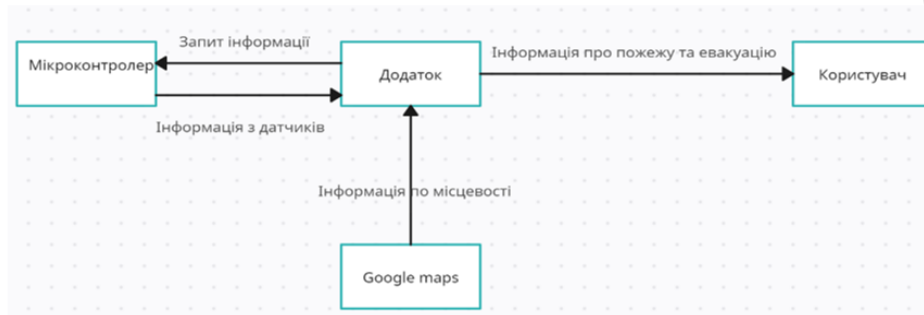 Запит інформації
Інформація про пожежу та евакуацію
Мікроконтролер
Додаток
Користувач
Інформація з датчиків
Інформація по місцевості
Google maps